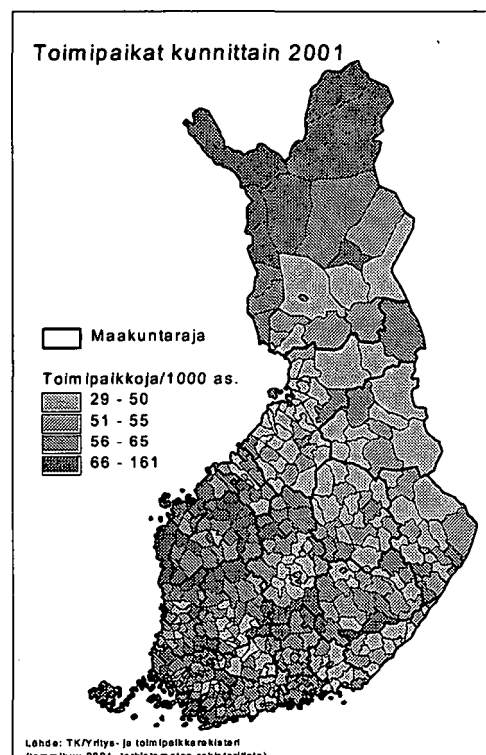 Toimipaikat kunnittain 2001
Maakuntaraja
Toimipaikkoja/1000 as.
29 - 50
51 - 55
56 - 65
66 - 161
Lähde: TK/Yritys- ja toimipaikkarekisteri